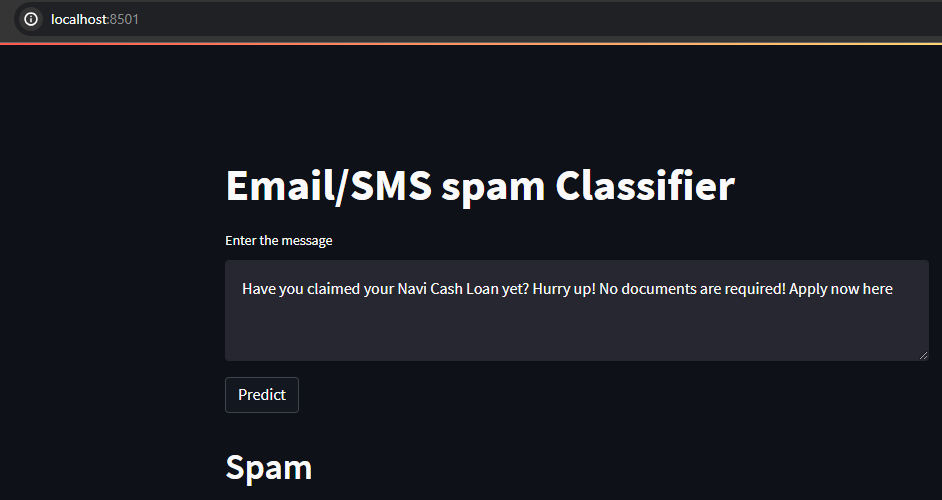 localhost:8501
Email/SMS spam Classifier
Enter the message
Have you claimed your Navi Cash Loan yet? Hurry up! No documents are required! Apply now here
Predict
Spam